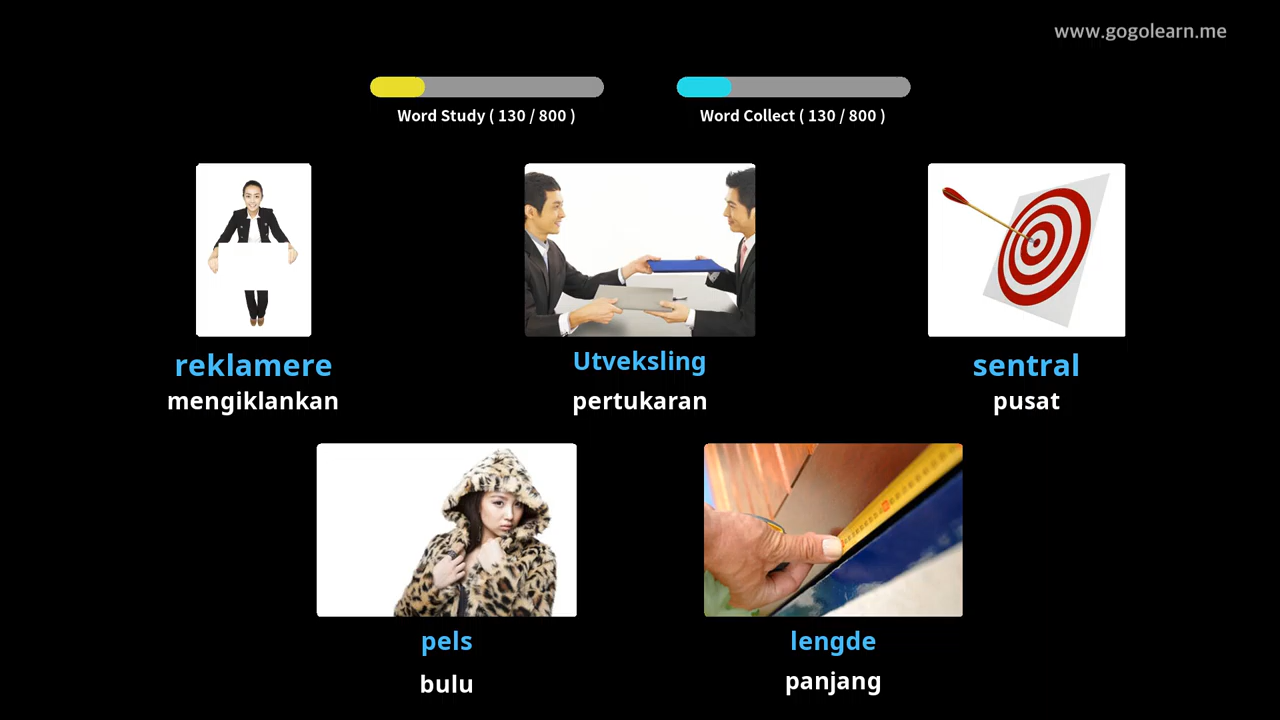 www.gogolearn.me
Word Study ( 130 / 800 )
Word Collect ( 130 / 800 )
reklamere
mengiklankan
Utveksling
pertukaran
sentral
pusat
pels
bulu
lengde
panjang